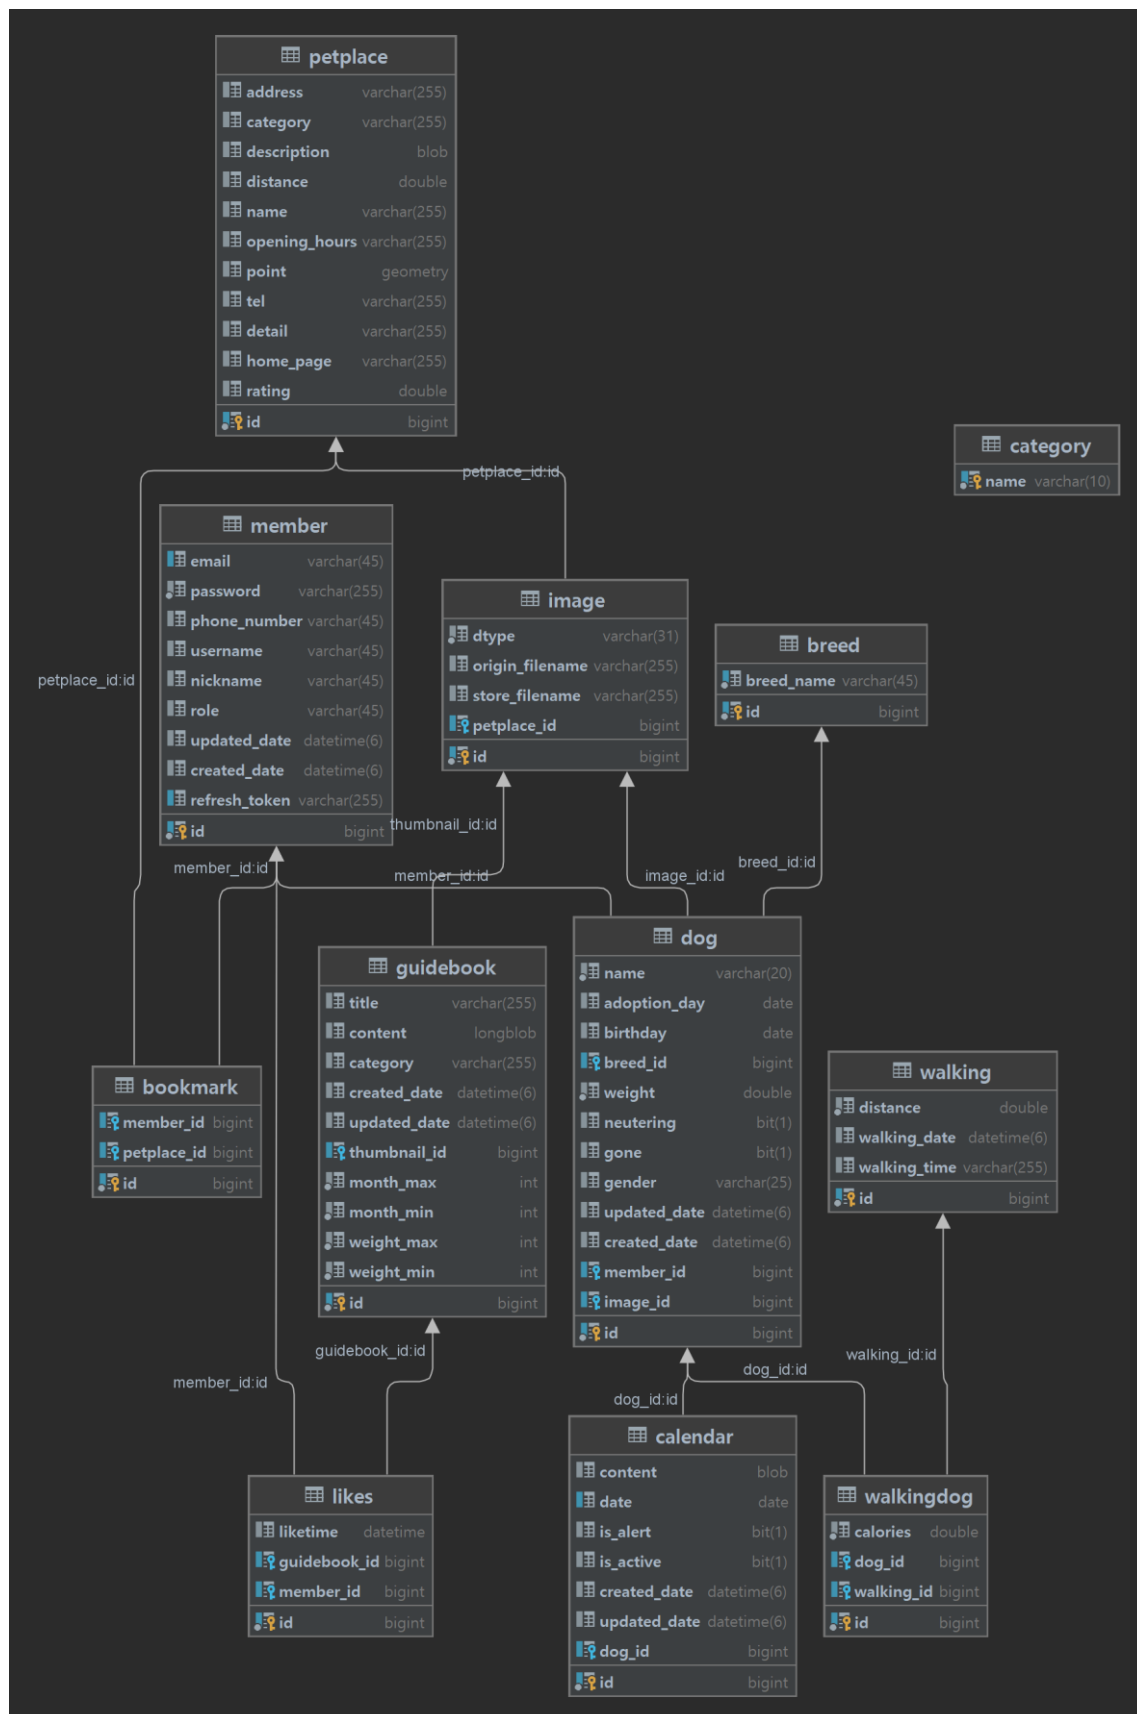 petplace
address varchar(255)
category varchar(255)
description blob
distance double
name varchar(255)
opening_hours varchar(255)
point geometry
tel varchar(255)
detail varchar(255)
home_page varchar(255)
rating double
id bigint
category
name varchar(10)
petplace_id:id
member
email varchar(45)
password varchar(255)
phone_number varchar(45)
username varchar(45)
nickname varchar(45)
role varchar(45)
updated_date datetime(6)
created_date datetime(6)
refresh_token varchar(255)
id bigint
image
dtype varchar(31)
origin_filename varchar(255)
store_filename varchar(255)
petplace_id bigint
id bigint
breed
breed_name varchar(45)
id bigint
petplace_id:id
thumbnail_id:id
member_id:id
member_id:id
image_id:id
breed_id:id
guidebook
title varchar(255)
content longblob
category varchar(255)
created_date datetime(6)
updated_date datetime(6)
thumbnail_id bigint
month_max int
month_min int
weight_max int
weight_min int
id bigint
dog
name varchar(20)
adoption_day date
birthday date
breed_id bigint
weight double
neutering bit(1)
gone bit(1)
gender varchar(25)
updated_date datetime(6)
created_date datetime(6)
member_id bigint
image_id bigint
id bigint
bookmark
member_id bigint
petplace_id bigint
id bigint
walking
distance double
walking_date datetime(6)
walking_time varchar(255)
id bigint
guidebook_id:id
member_id:id
walking_id:id
dog_id:id
dog_id:id
likes
liketime datetime
guidebook_id bigint
member_id bigint
id bigint
calendar
content blob
date date
is_alert bit(1)
is_active bit(1)
created_date datetime(6)
updated_date datetime(6)
dog_id bigint
id bigint
walkingdog
calories double
dog_id bigint
walking_id bigint
id bigint